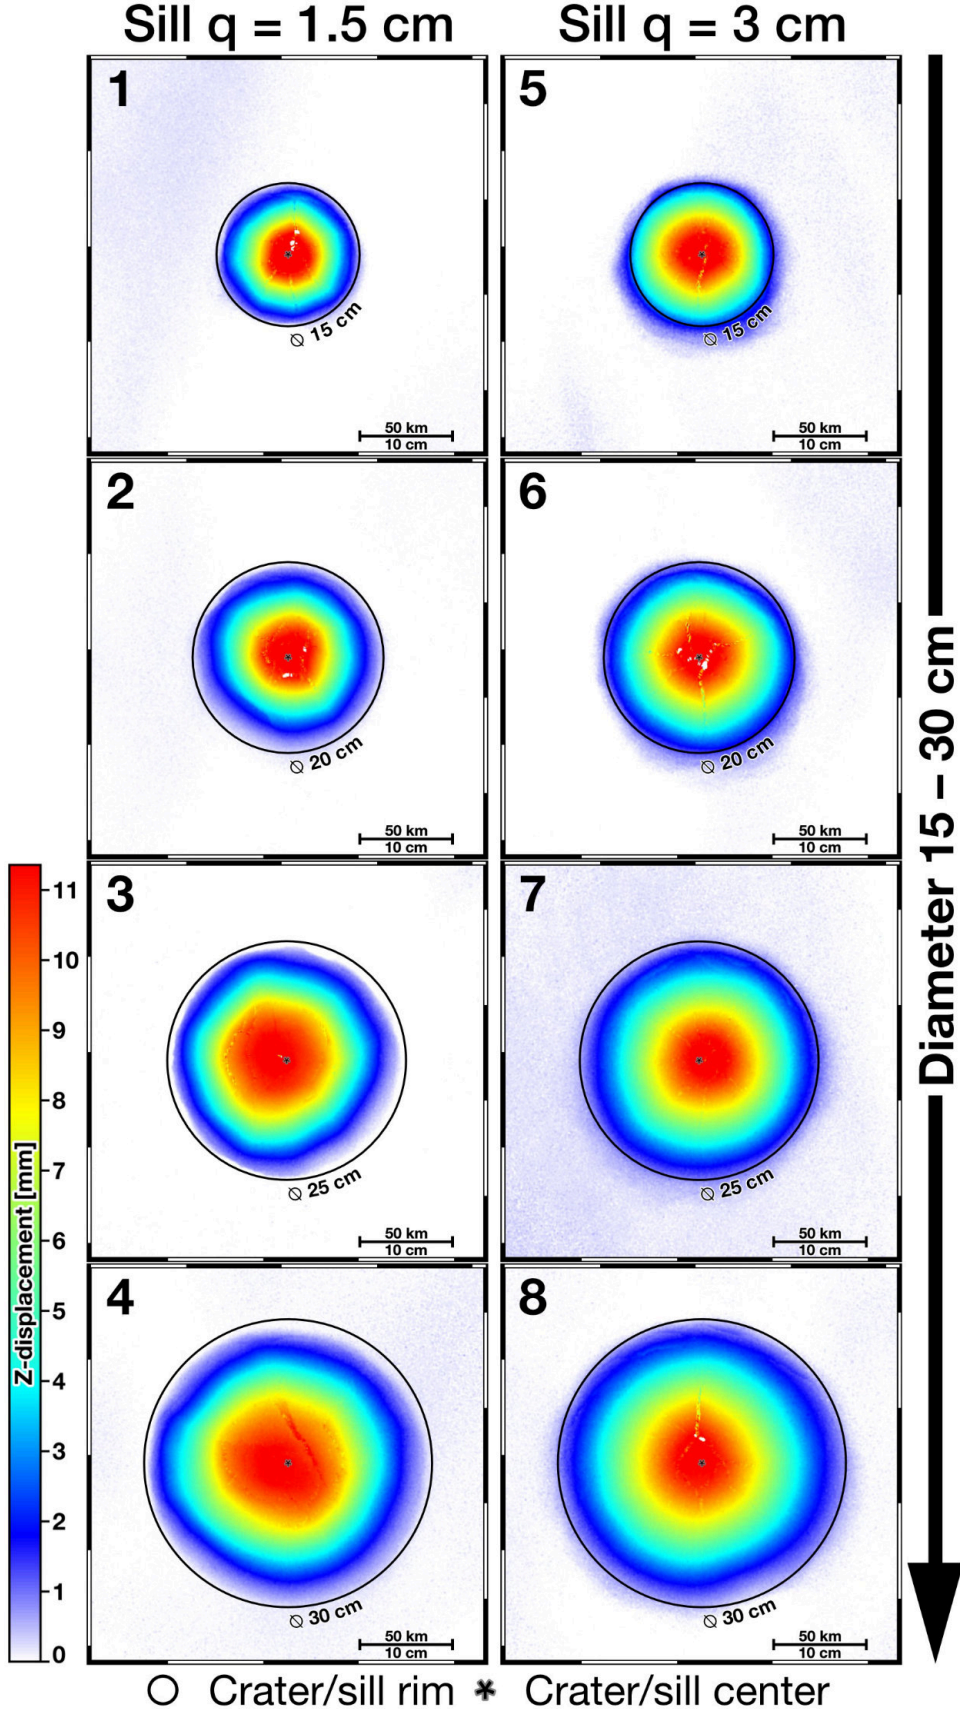 Sill q = 1.5 cm
Sill q = 3 cm
1
∅ 15 cm
50 km
10 cm
5
∅ 15 cm
50 km
10 cm
2
∅ 20 cm
50 km
10 cm
6
∅ 20 cm
50 km
10 cm
3
∅ 25 cm
50 km
10 cm
7
∅ 25 cm
50 km
10 cm
4
∅ 30 cm
50 km
10 cm
8
∅ 30 cm
50 km
10 cm
Z-displacement [mm]
11
10
9
8
7
6
5
4
3
2
1
0
Diameter 15 – 30 cm
Crater/sill rim * Crater/sill center